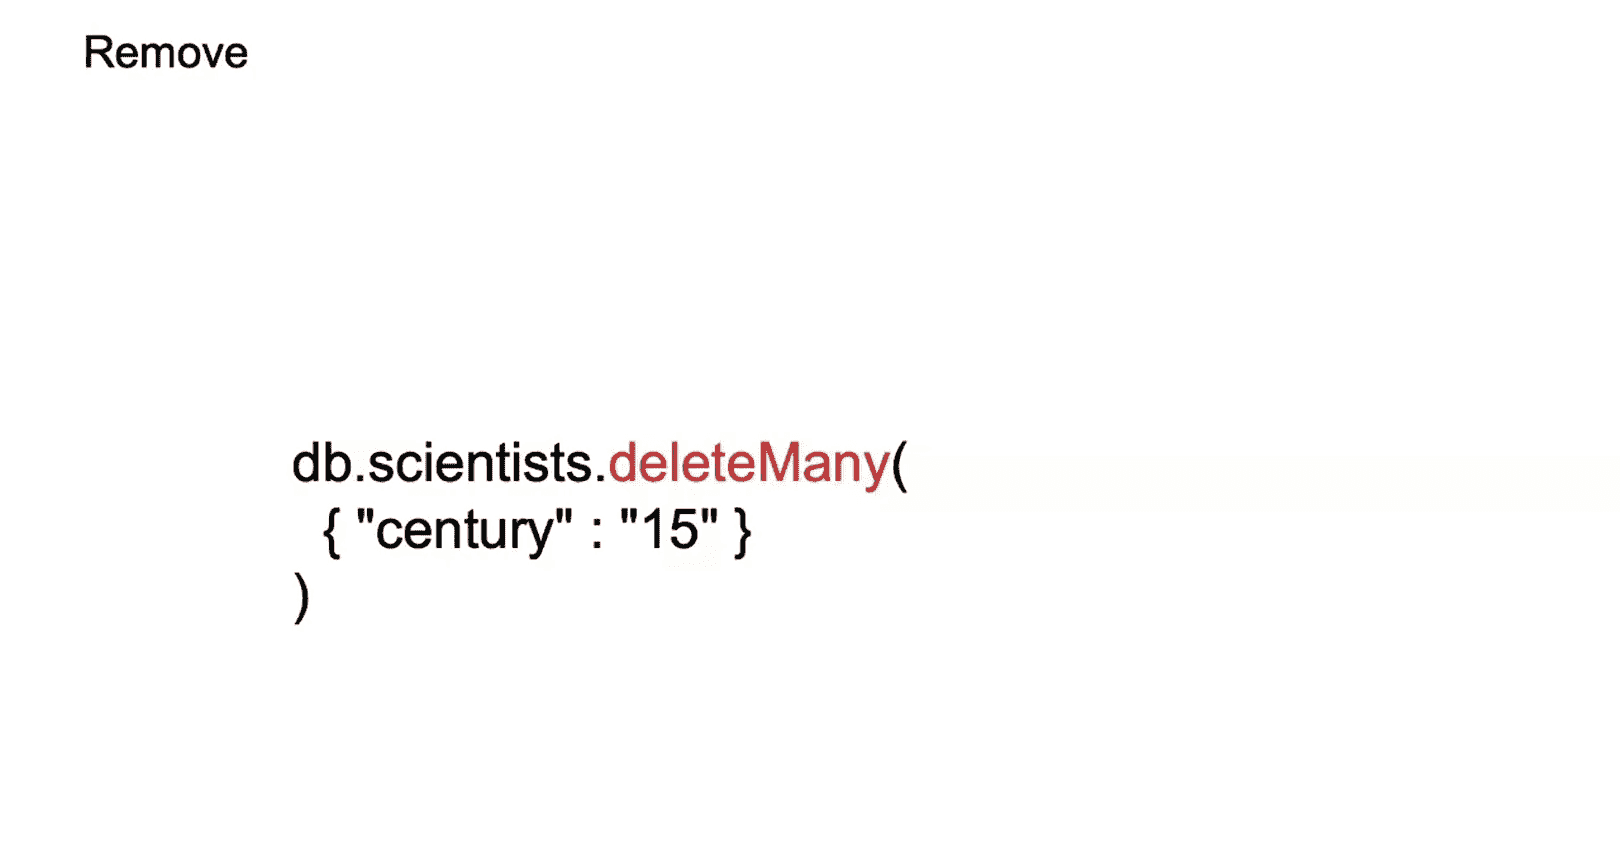 Remove
db.scientists.deleteMany(
{ "century" : "15" }
)